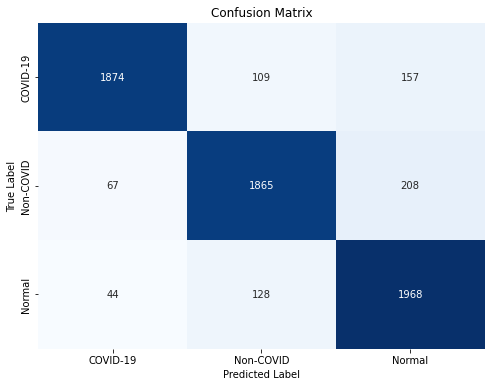 Confusion Matrix
COVID-19
1874
109
157
True Label
Non-COVID
67
1865
208
Normal
44
128
1968
COVID-19
Non-COVID
Normal
Predicted Label